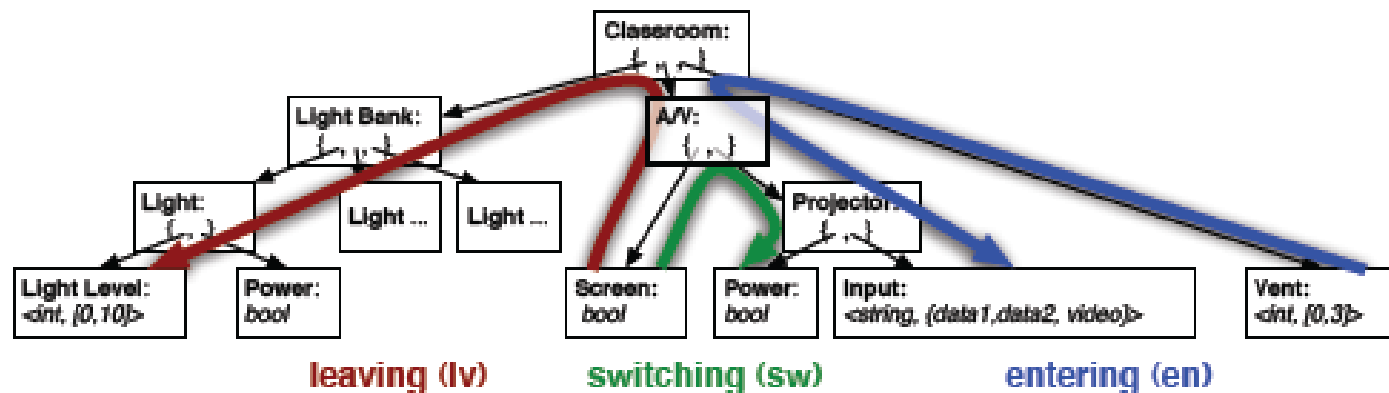 Classroom:
{ , , }
Light Bank:
{ , , }
A/V:
{ , , }
Light:
{ , }
Light ...
Light ...
Projector:
{ , }
Light Level:
<int, [0,10]>
Power:
bool
Screen:
bool
Power:
bool
Input:
<string, {data1,data2, video}>
Vent:
<int, [0,3]>
leaving (lv)
switching (sw)
entering (en)